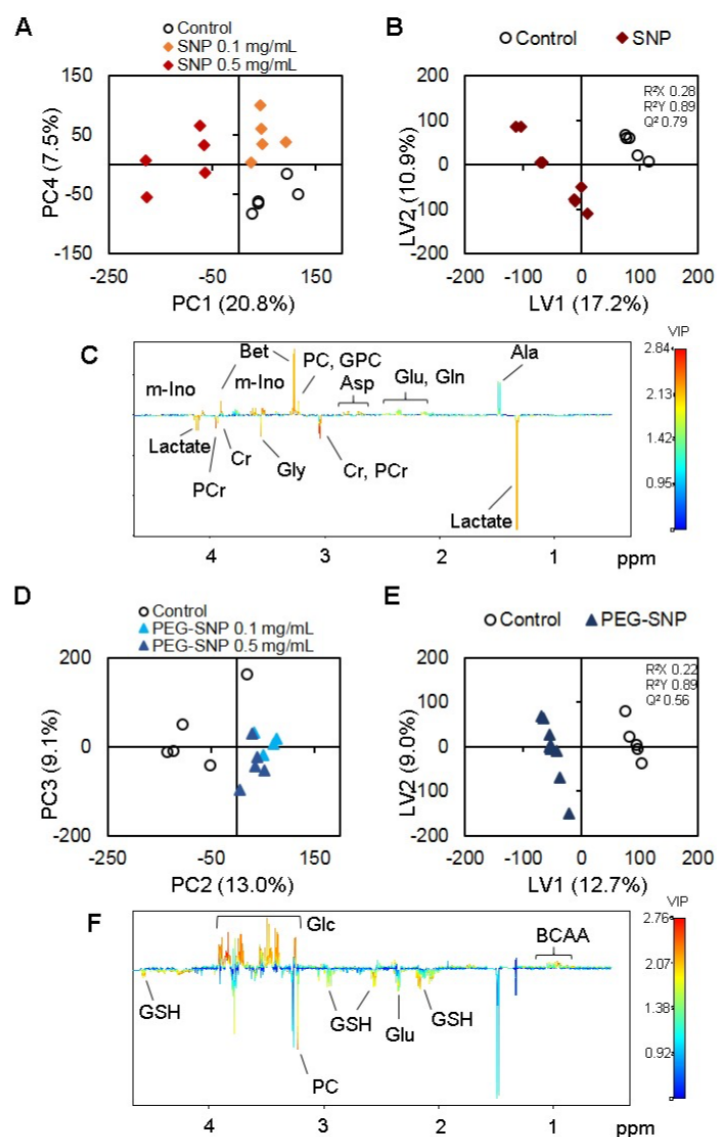 A
Control
SNP 0.1 mg/mL
SNP 0.5 mg/mL
150
50
-50
-150
-250
-50
150
PC4 (7.5%)
PC1 (20.8%)
B
Control
SNP
R²X 0.28
R²Y 0.89
Q² 0.79
200
100
0
-100
-200
-200
-100
0
100
200
LV2 (10.9%)
LV1 (17.2%)
C
VIP
2.84
2.13
1.42
0.95
0
Bet
m-Ino
m-Ino
PC, GPC
Asp
Glu, Gln
Ala
Lactate
PCr
Cr
Gly
Cr, PCr
Lactate
4
3
2
1
ppm
D
Control
PEG-SNP 0.1 mg/mL
PEG-SNP 0.5 mg/mL
200
0
-200
-250
-50
150
PC3 (9.1%)
PC2 (13.0%)
E
Control
PEG-SNP
R²X 0.22
R²Y 0.89
Q² 0.56
200
100
0
-100
-200
-200
-100
0
100
200
LV2 (9.0%)
LV1 (12.7%)
F
VIP
2.76
2.07
1.38
0.92
0
Glc
BCAA
GSH
GSH
Glu
GSH
PC
4
3
2
1
ppm